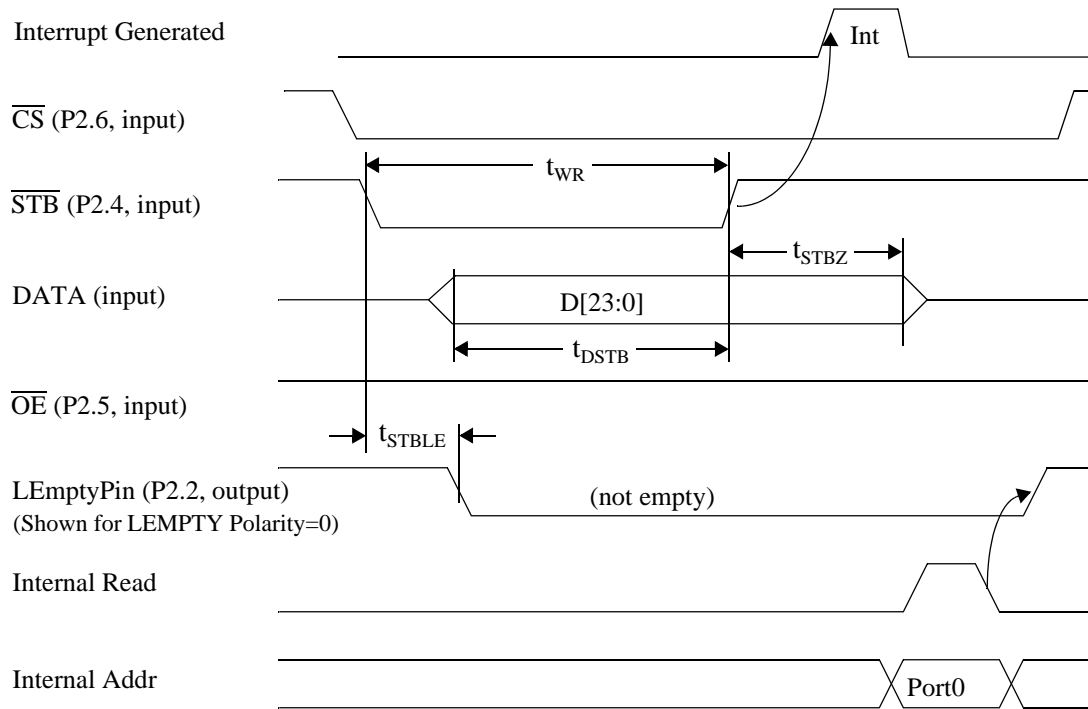 Interrupt Generated
Int
CS (P2.6, input)
tWR
STB (P2.4, input)
tSTBZ
DATA (input)
D[23:0]
tDSTB
OE (P2.5, input)
tSTBLE
LEmptyPin (P2.2, output)
(not empty)
(Shown for LEMPTY Polarity=0)
Internal Read
Internal Addr
Port0